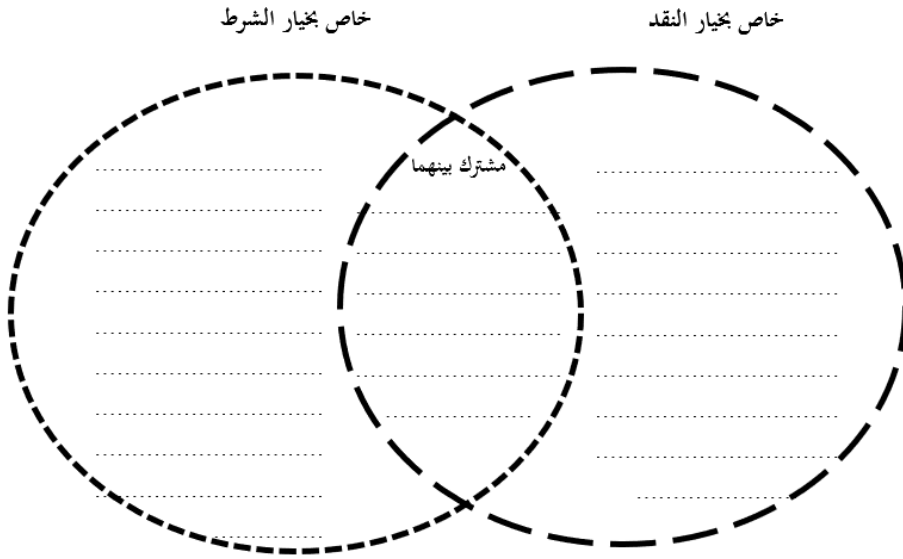 خاص بخيار النقد
خاص بخيار الشرط
مشترك بينهما